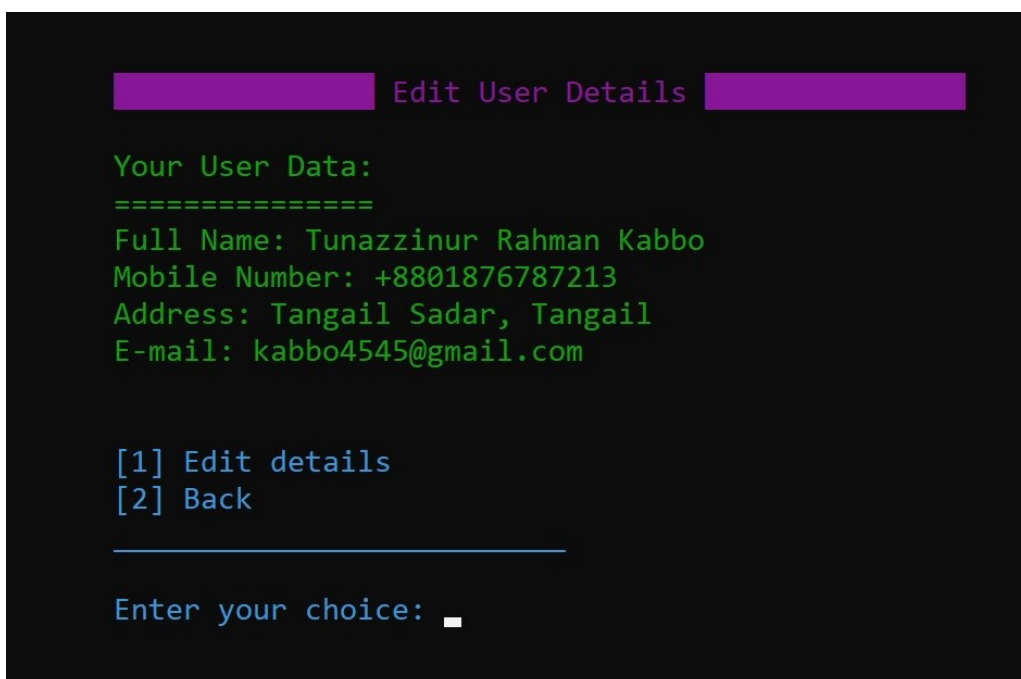 Edit User Details
Your User Data:
===============
Full Name: Tunazzinur Rahman Kabbo
Mobile Number: +8801876787213
Address: Tangail Sadar, Tangail
E-mail: kabbo4545@gmail.com
[1] Edit details
[2] Back
__________________________
Enter your choice: